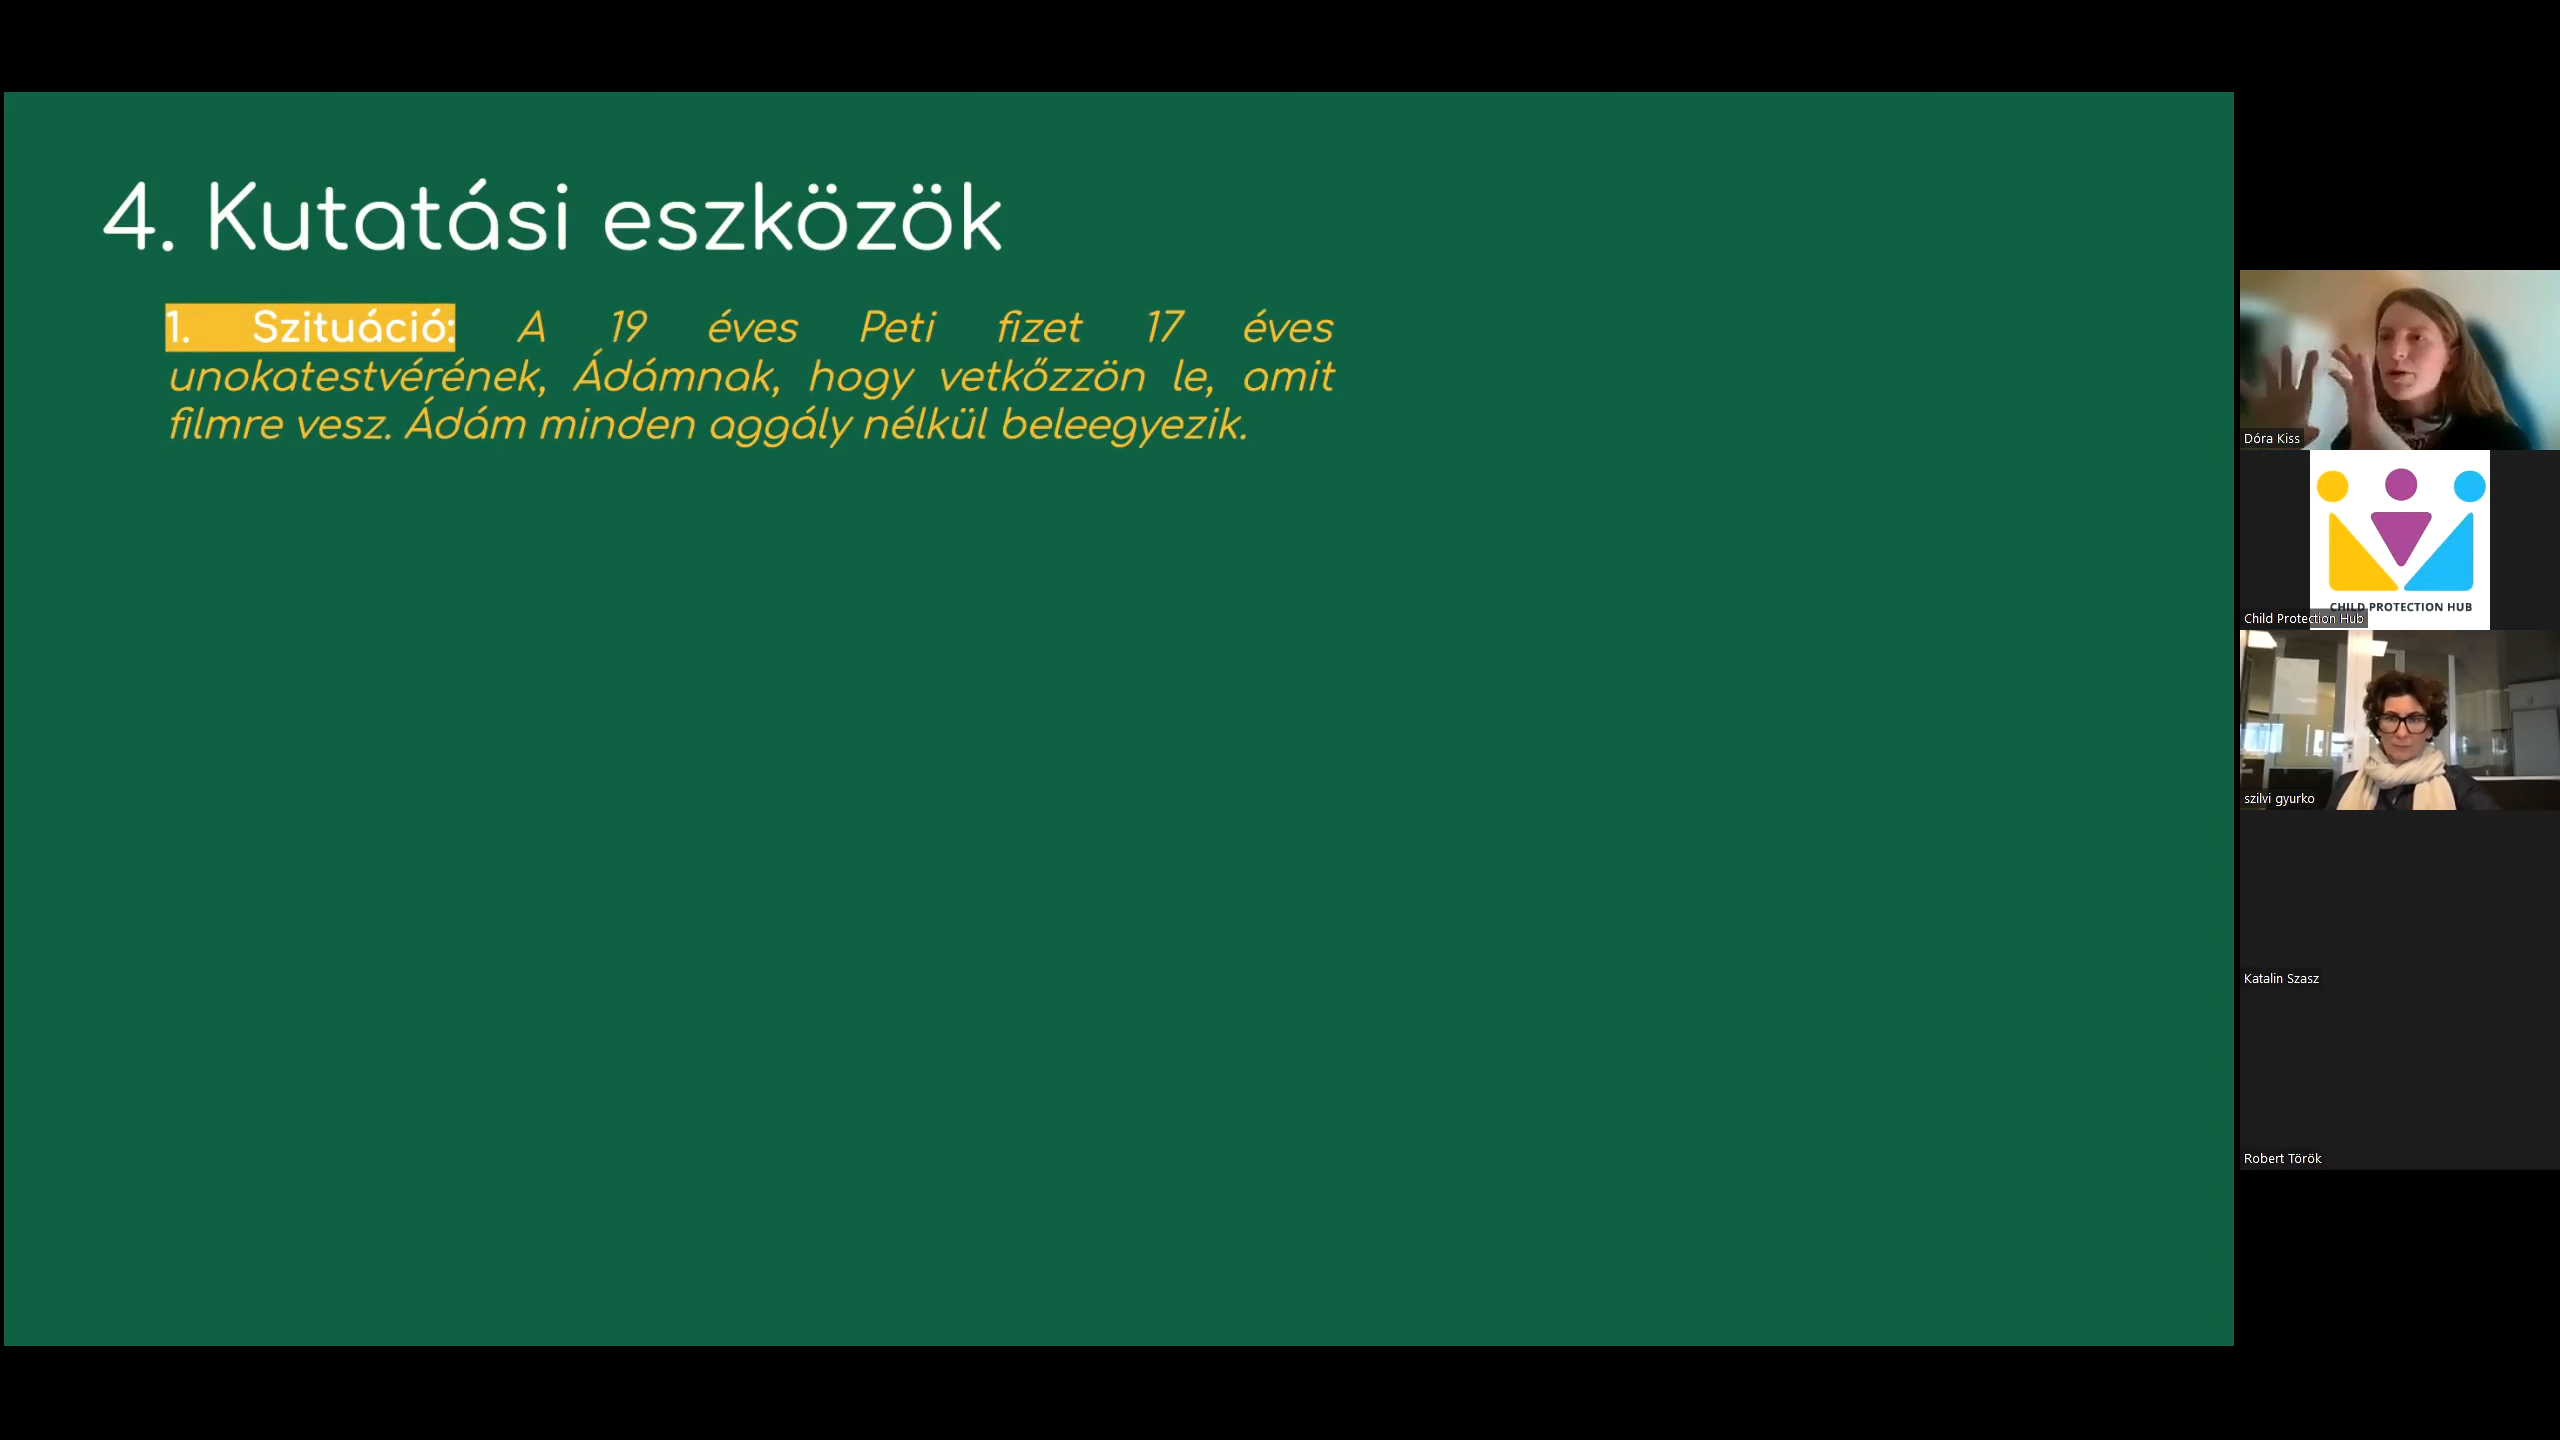 4. Kutatási eszközök
1. Szituáció: A 19 éves Peti fizet 17 éves
unokatestvérének, Ádámnak, hogy vetkőzzön le, amit
filmre vesz. Ádám minden aggály nélkül beleegyezik.
Dóra Kiss
CHILD PROTECTION HUB
Child Protection Hub
szilvi gyurko
Katalin Szasz
Robert Török